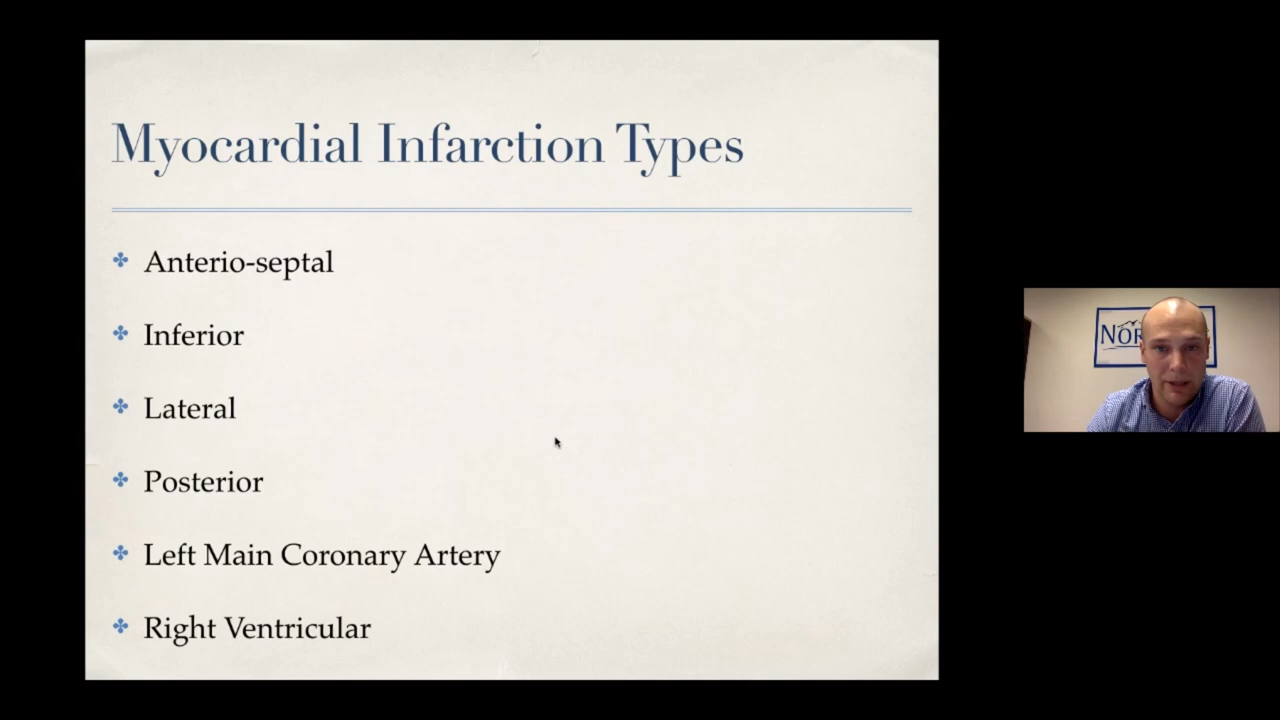 Myocardial Infarction Types
Anterio-septal
Inferior
Lateral
Posterior
Left Main Coronary Artery
Right Ventricular